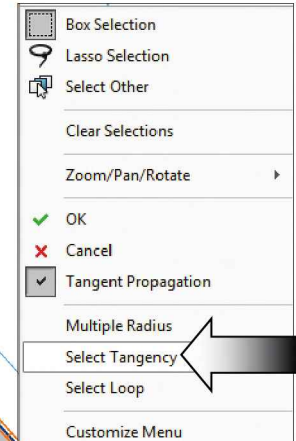 Box Selection
Lasso Selection
Select Other
Clear Selections
Zoom/Pan/Rotate
OK
Cancel
Tangent Propagation
Multiple Radius
Select Tangency
Select Loop
Customize Menu